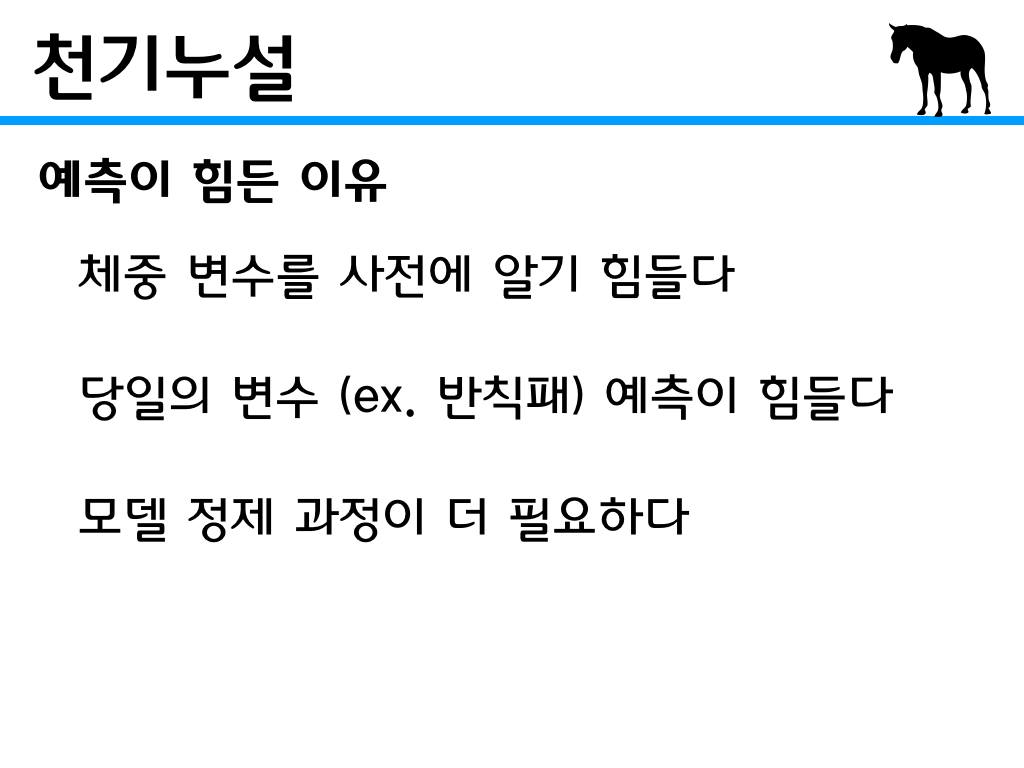 천기누설
예측이 힘든 이유
체중 변수를 사전에 알기 힘들다
당일의 변수 (ex. 반칙패) 예측이 힘들다
모델 정제 과정이 더 필요하다